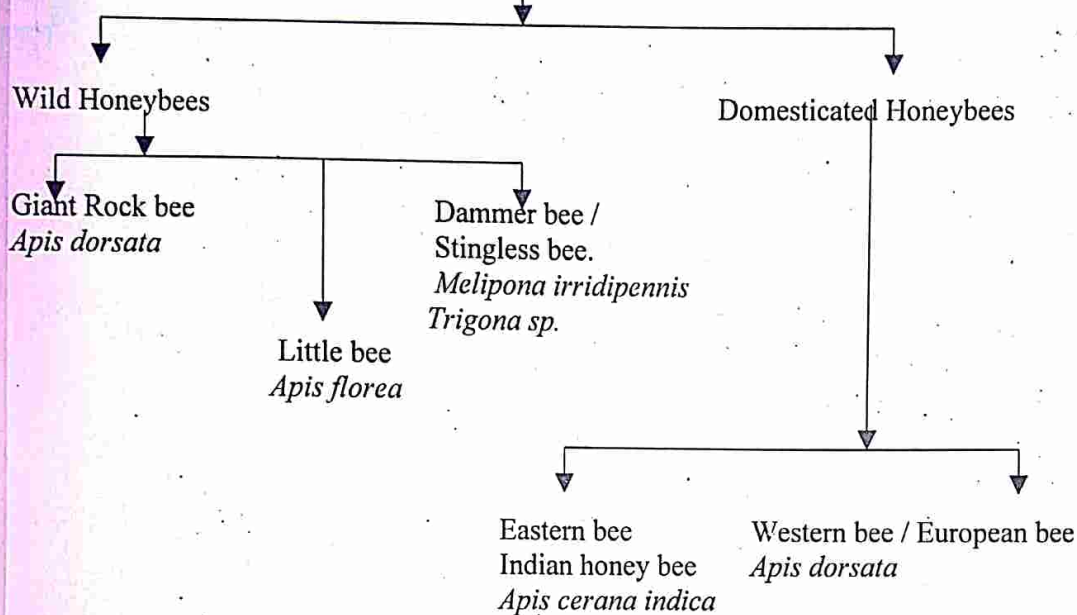 Wild Honeybees
Domesticated Honeybees
Giant Rock bee
Apis dorsata
Dammer bee /
Stingless bee.
Melipona irridipennis
Trigona sp.
Little bee
Apis florea
Eastern bee
Indian honey bee
Apis cerana indica
Western bee / European bee
Apis dorsata